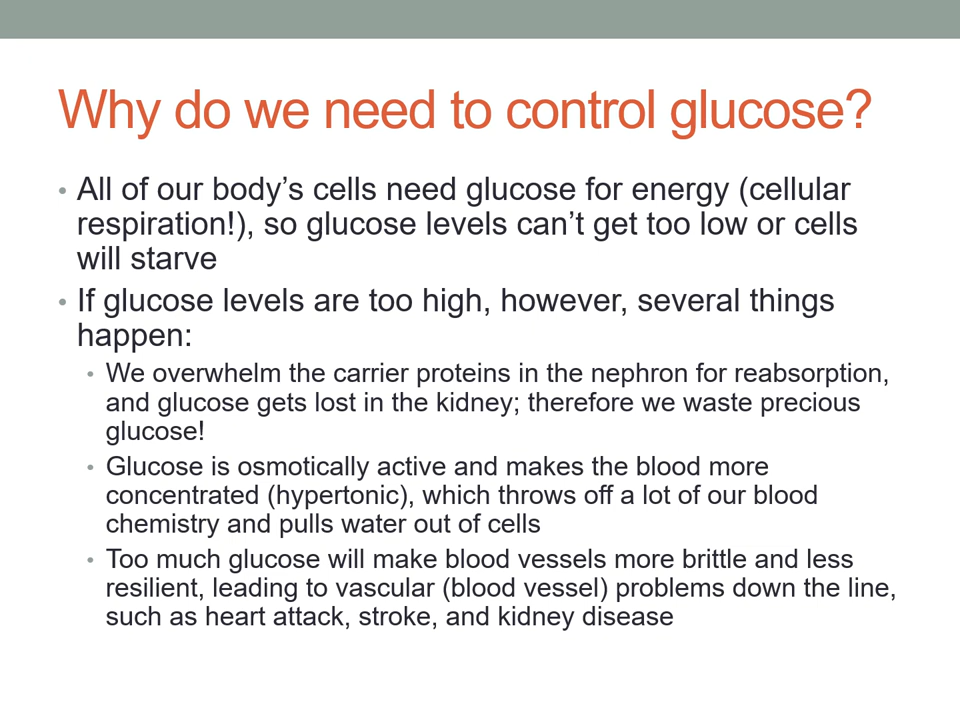 Why do we need to control glucose?
• All of our body’s cells need glucose for energy (cellular
respiration!), so glucose levels can’t get too low or cells
will starve
• If glucose levels are too high, however, several things
happen:
• We overwhelm the carrier proteins in the nephron for reabsorption,
and glucose gets lost in the kidney; therefore we waste precious
glucose!
• Glucose is osmotically active and makes the blood more
concentrated (hypertonic), which throws off a lot of our blood
chemistry and pulls water out of cells
• Too much glucose will make blood vessels more brittle and less
resilient, leading to vascular (blood vessel) problems down the line,
such as heart attack, stroke, and kidney disease